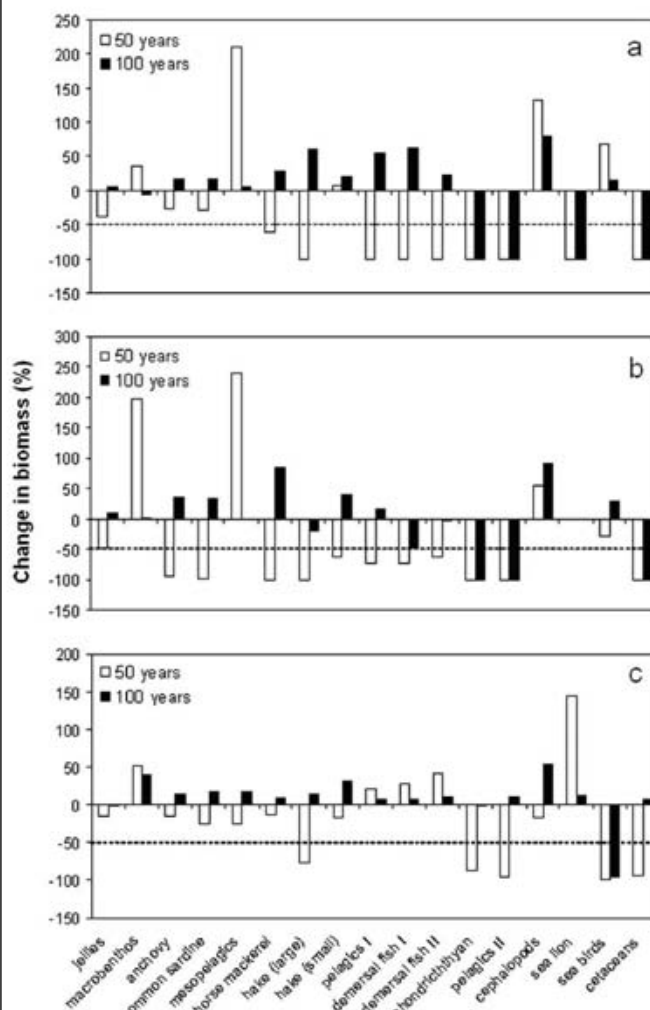 Change in biomass (%)
250
200
150
100
50
0
-50
-100
-150
50 years
100 years
a
300
250
200
150
100
50
0
-50
-100
-150
50 years
100 years
b
200
150
100
50
0
-50
-100
-150
50 years
100 years
c
jellies
macrobenthos
anchovy
ommon sardine
mesopelagics
horse mackerel
hake (large)
hake (small)
pelagics I
demersal fish I
demersal fish II
hondrichthyan
pelagics II
cephalopods
sea lion
sea birds
cetaceans